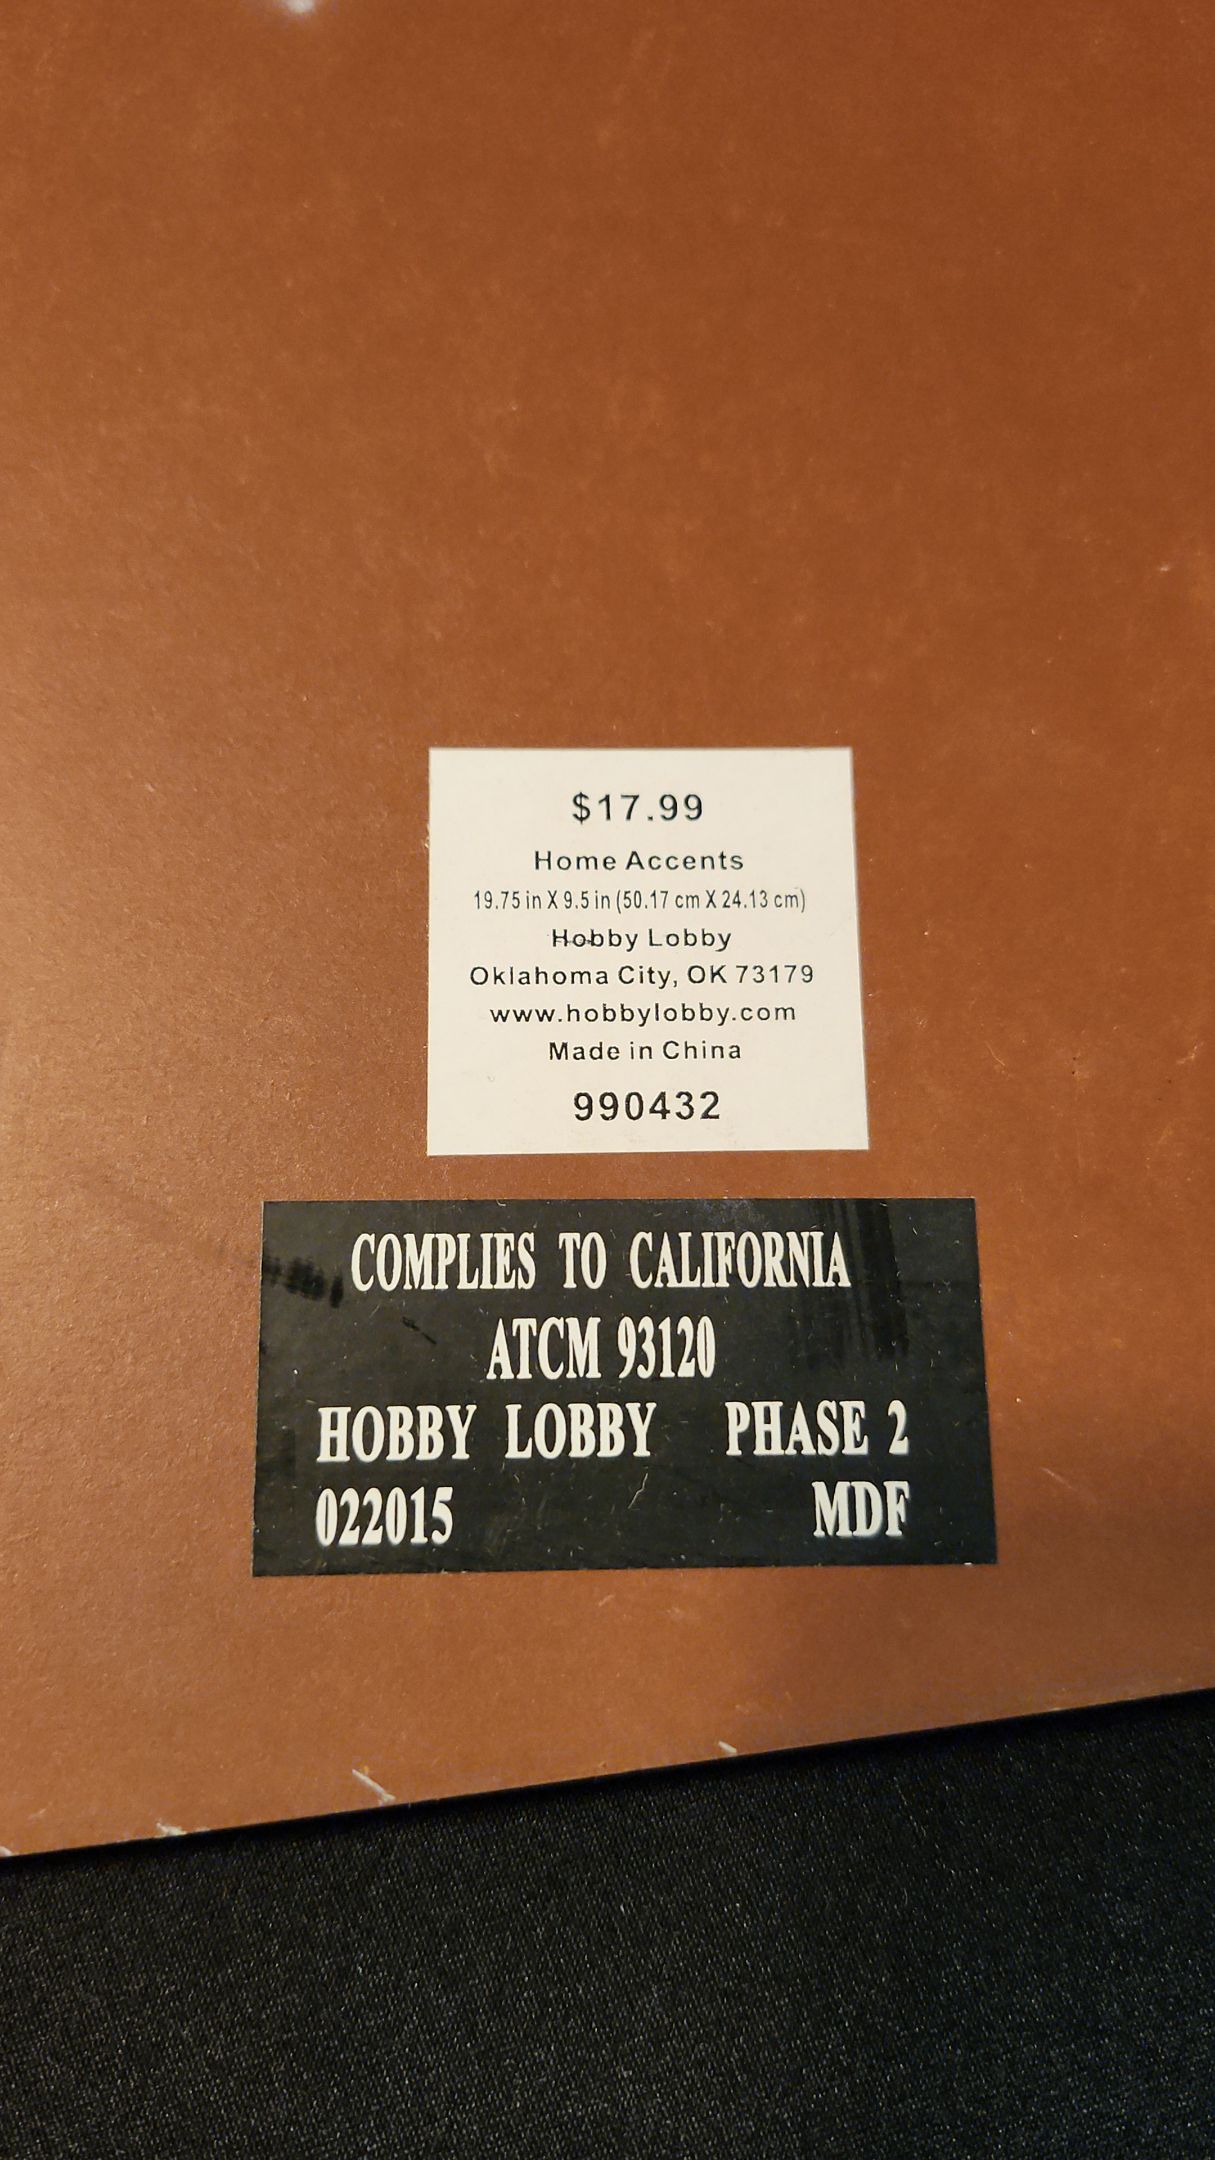 $17.99
Home Accents
19.75 in X 9.5 in (50.17 cm X 24.13 cm)
Hobby Lobby
Oklahoma City, OK 73179
www.hobbylobby.com
Made in China
990432
COMPLIES TO CALIFORNIA
ATCM 93120
HOBBY LOBBY PHASE 2
022015 MDF